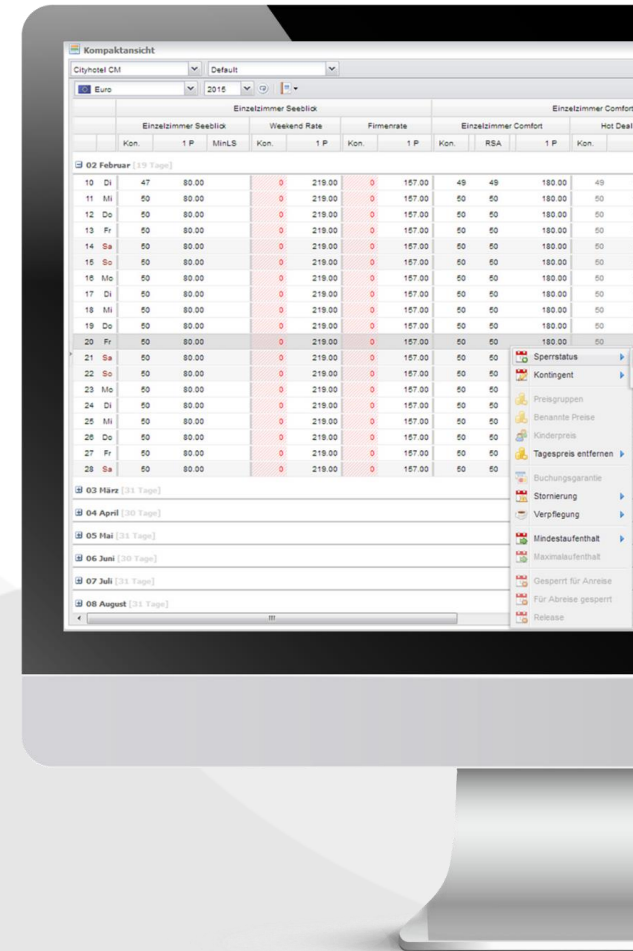 Kompaktansicht
Cityhotel CM Default
Euro 2015
Einzelzimmer Seeblick Einzelzimmer Comfort
Einzelzimmer Seeblick Weekend Rate Firmenrate Einzelzimmer Comfort Hot Deal
Kon. 1 P MinLS Kon. 1 P Kon. 1 P Kon. RSA 1 P Kon.
02 Februar [19 Tage]
10 Di 47 80.00 0 219.00 0 157.00 49 49 180.00 49
11 Mi 50 80.00 0 219.00 0 157.00 50 50 180.00 50
12 Do 50 80.00 0 219.00 0 157.00 50 50 180.00 50
13 Fr 50 80.00 0 219.00 0 157.00 50 50 180.00 50
14 Sa 50 80.00 0 219.00 0 157.00 50 50 180.00 50
15 So 50 80.00 0 219.00 0 157.00 50 50 180.00 50
16 Mo 50 80.00 0 219.00 0 157.00 50 50 180.00 50
17 Di 50 80.00 0 219.00 0 157.00 50 50 180.00 50
18 Mi 50 80.00 0 219.00 0 157.00 50 50 180.00 50
19 Do 50 80.00 0 219.00 0 157.00 50 50 180.00 50
20 Fr 50 80.00 0 219.00 0 157.00 50 50 180.00 50
21 Sa 50 80.00 0 219.00 0 157.00 50 50 Sperrstatus
22 So 50 80.00 0 219.00 0 157.00 50 50 Kontingent
23 Mo 50 80.00 0 219.00 0 157.00 50 50 Preisgruppen
24 Di 50 80.00 0 219.00 0 157.00 50 50
25 Mi 50 80.00 0 219.00 0 157.00 50 50 Benannte Preise
26 Do 50 80.00 0 219.00 0 157.00 50 50 Kinderpreis
27 Fr 50 80.00 0 219.00 0 157.00 50 50 Tagespreis entfernen
28 Sa 50 80.00 0 219.00 0 157.00 50 50 Buchungsgarantie
03 März [31 Tage] Stornierung
04 April [30 Tage] Verpflegung
05 Mai [31 Tage] Mindestaufenthalt
06 Juni [30 Tage] Maximalaufenthalt
07 Juli [31 Tage] Gesperrt für Anreise
08 August [31 Tage] Für Abreise gesperrt
Release